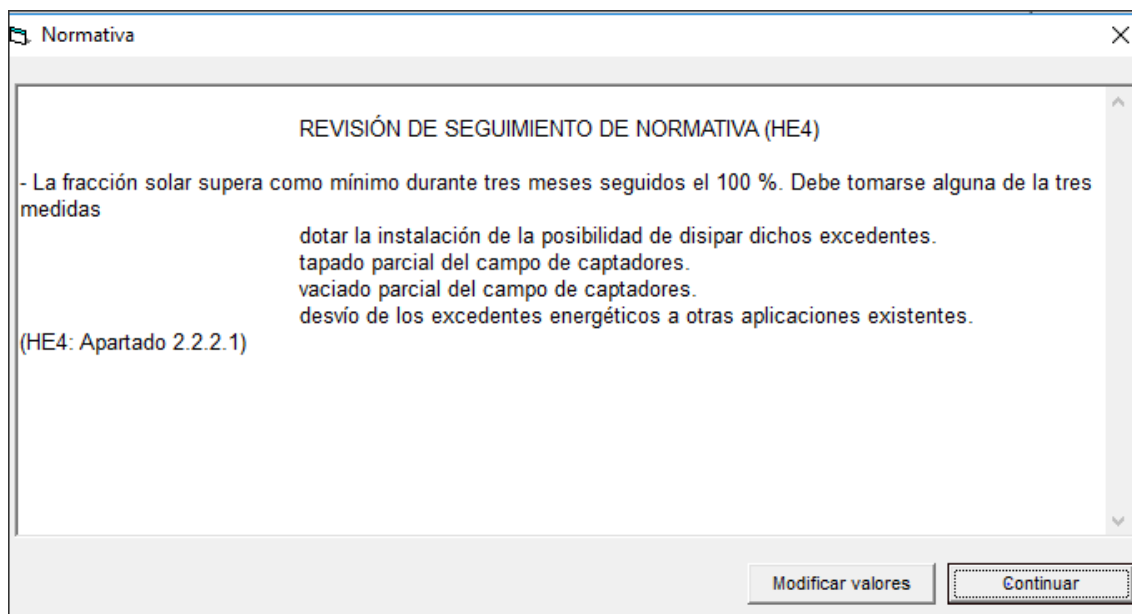 Normativa
REVISIÓN DE SEGUIMIENTO DE NORMATIVA (HE4)
- La fracción solar supera como mínimo durante tres meses seguidos el 100 %. Debe tomarse alguna de la tres
medidas
dotar la instalación de la posibilidad de disipar dichos excedentes.
tapado parcial del campo de captadores.
vaciado parcial del campo de captadores.
desvío de los excedentes energéticos a otras aplicaciones existentes.
(HE4: Apartado 2.2.2.1)
Modificar valores
Continuar